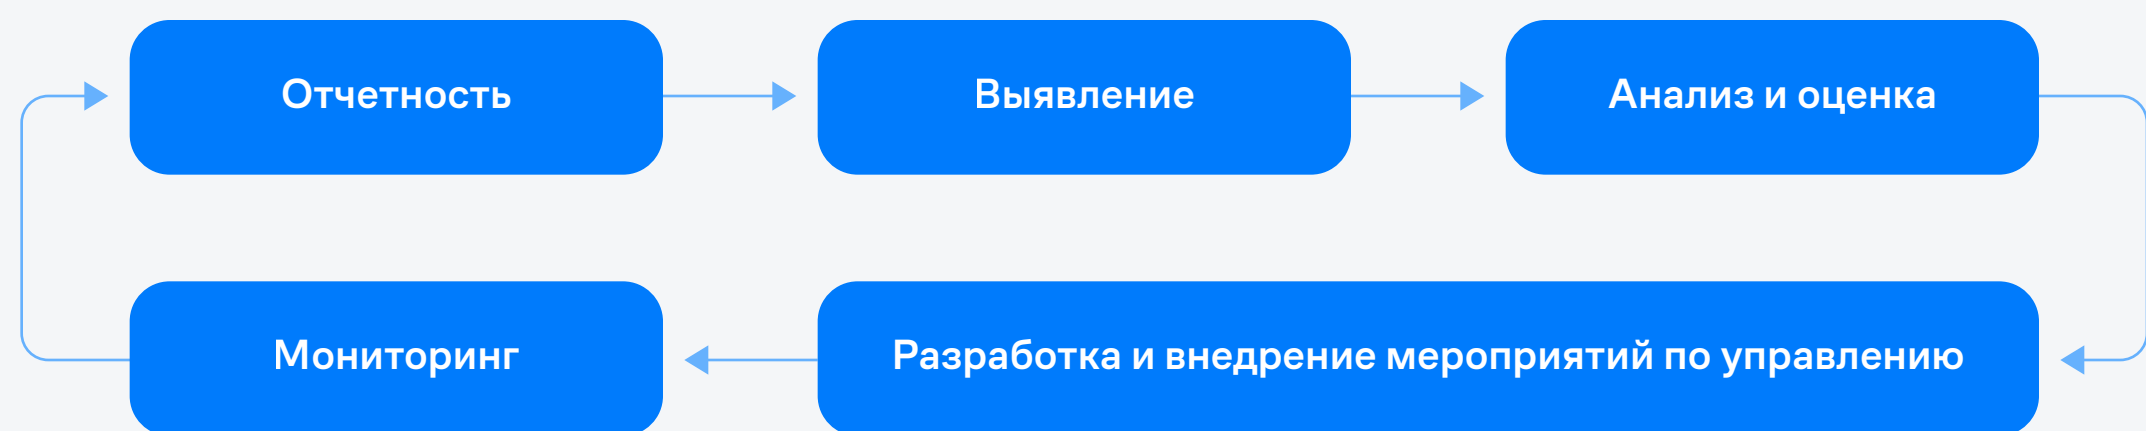 Отчетность
Выявление
Анализ и оценка
Мониторинг
Разработка и внедрение мероприятий по управлению